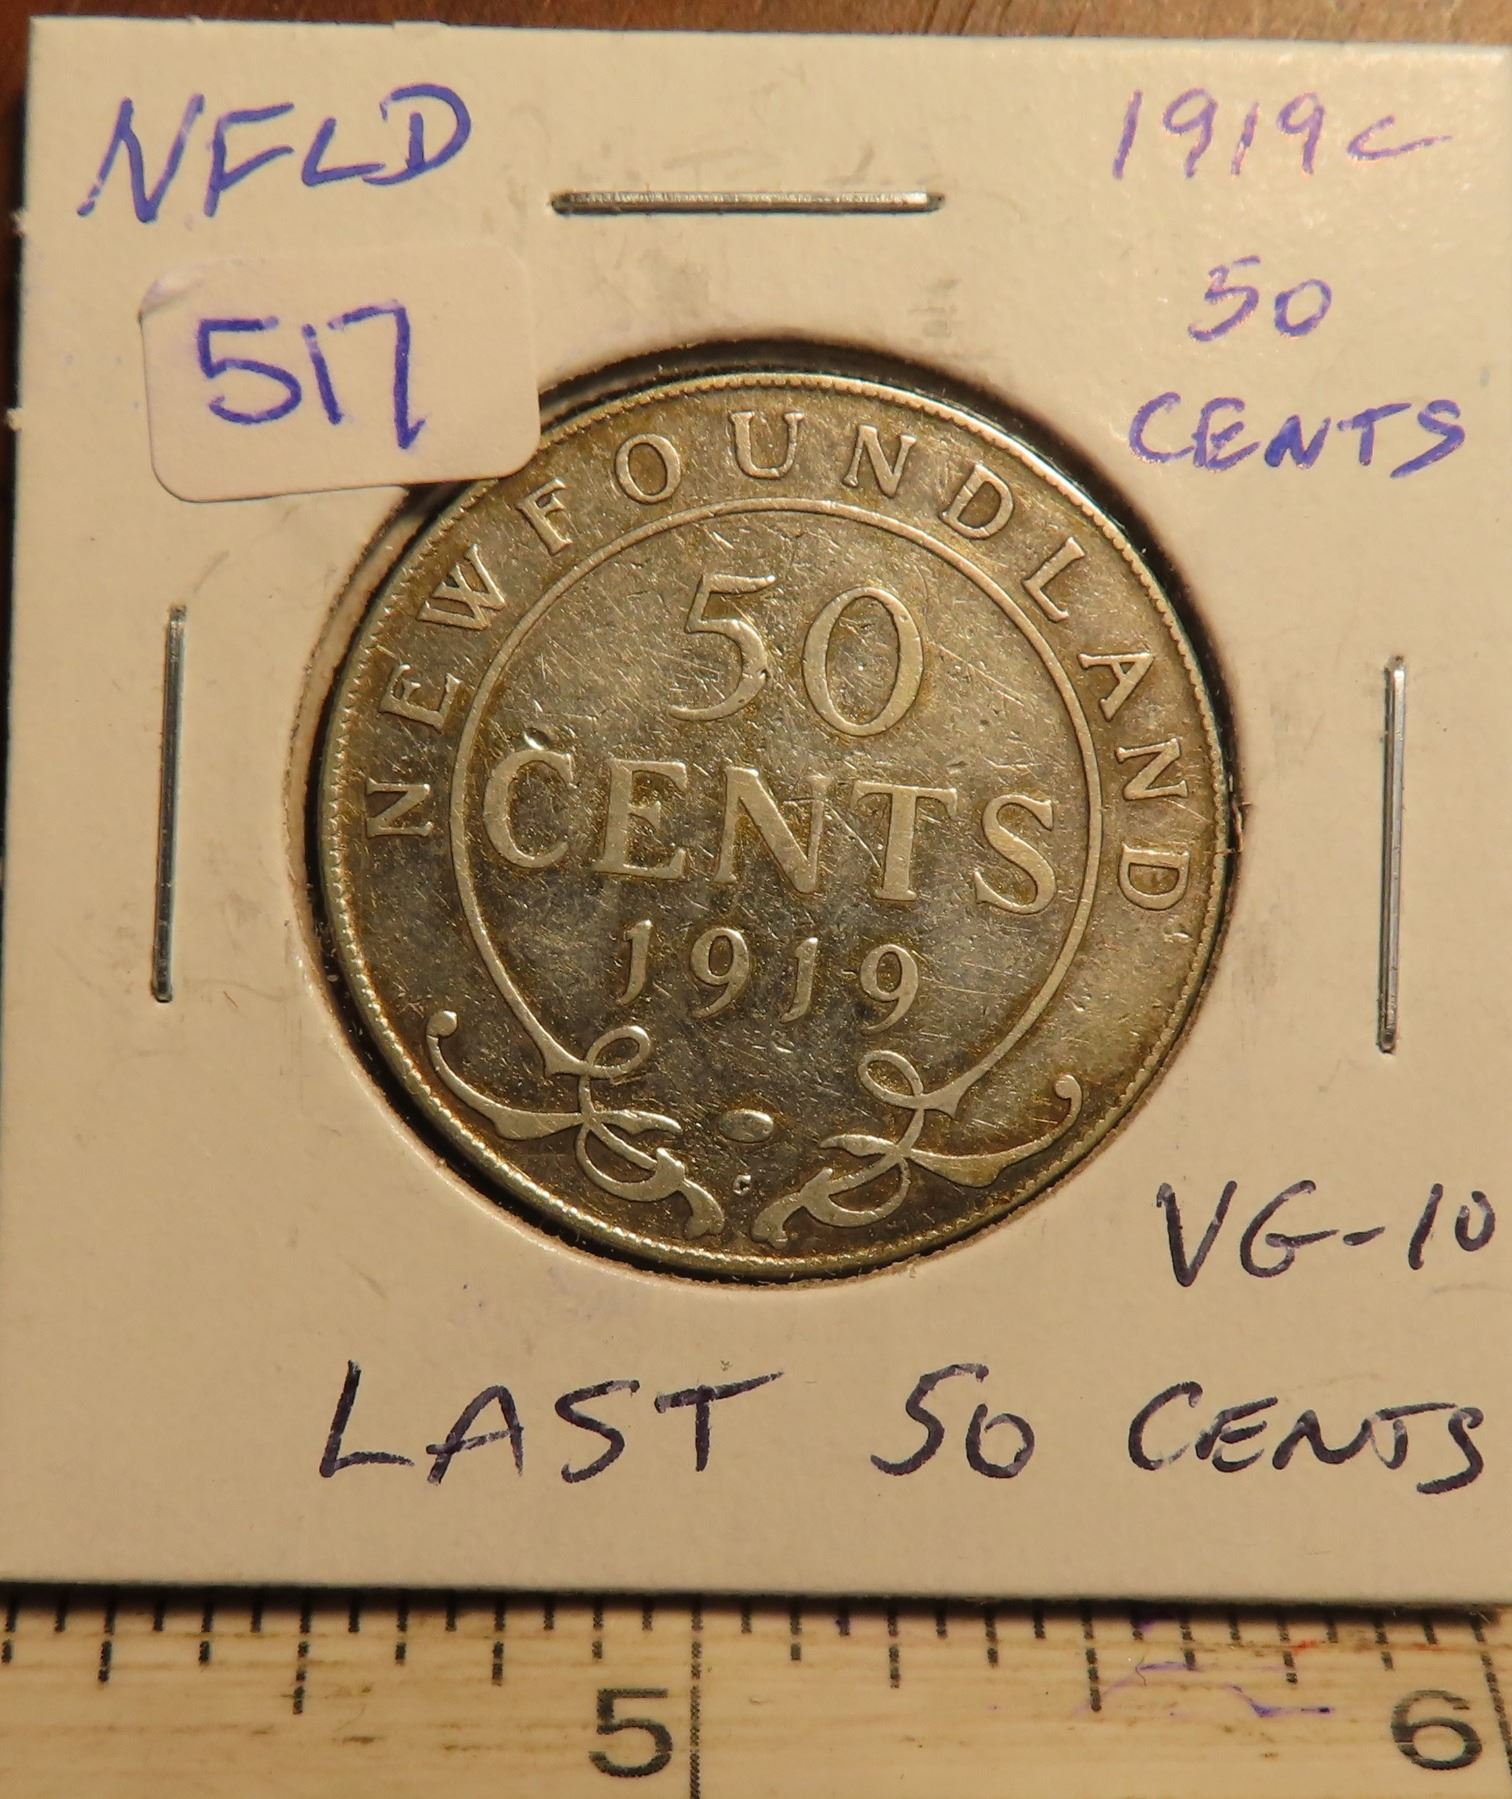 NFLD
1919c
50
CENTS
517
NEWFOUNDLAND
50
CENTS
1919
C
VG-10
LAST 50 CENTS
5
6